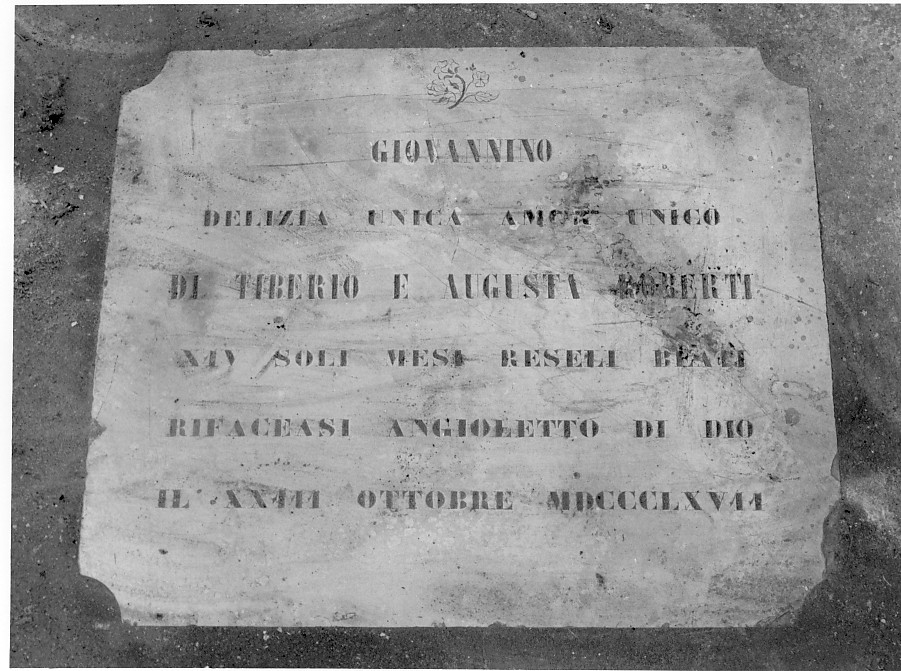 GIOVANNINO
DELIZIA UNICA AMOR UNICO
DI TIBERIO E AUGUSTA ROBERTI
XIV SOLI MESI RESELI BEATI
RIFACEASI ANGIOLETTO DI DIO
IL XXIII OTTOBRE MDCCCLXVII